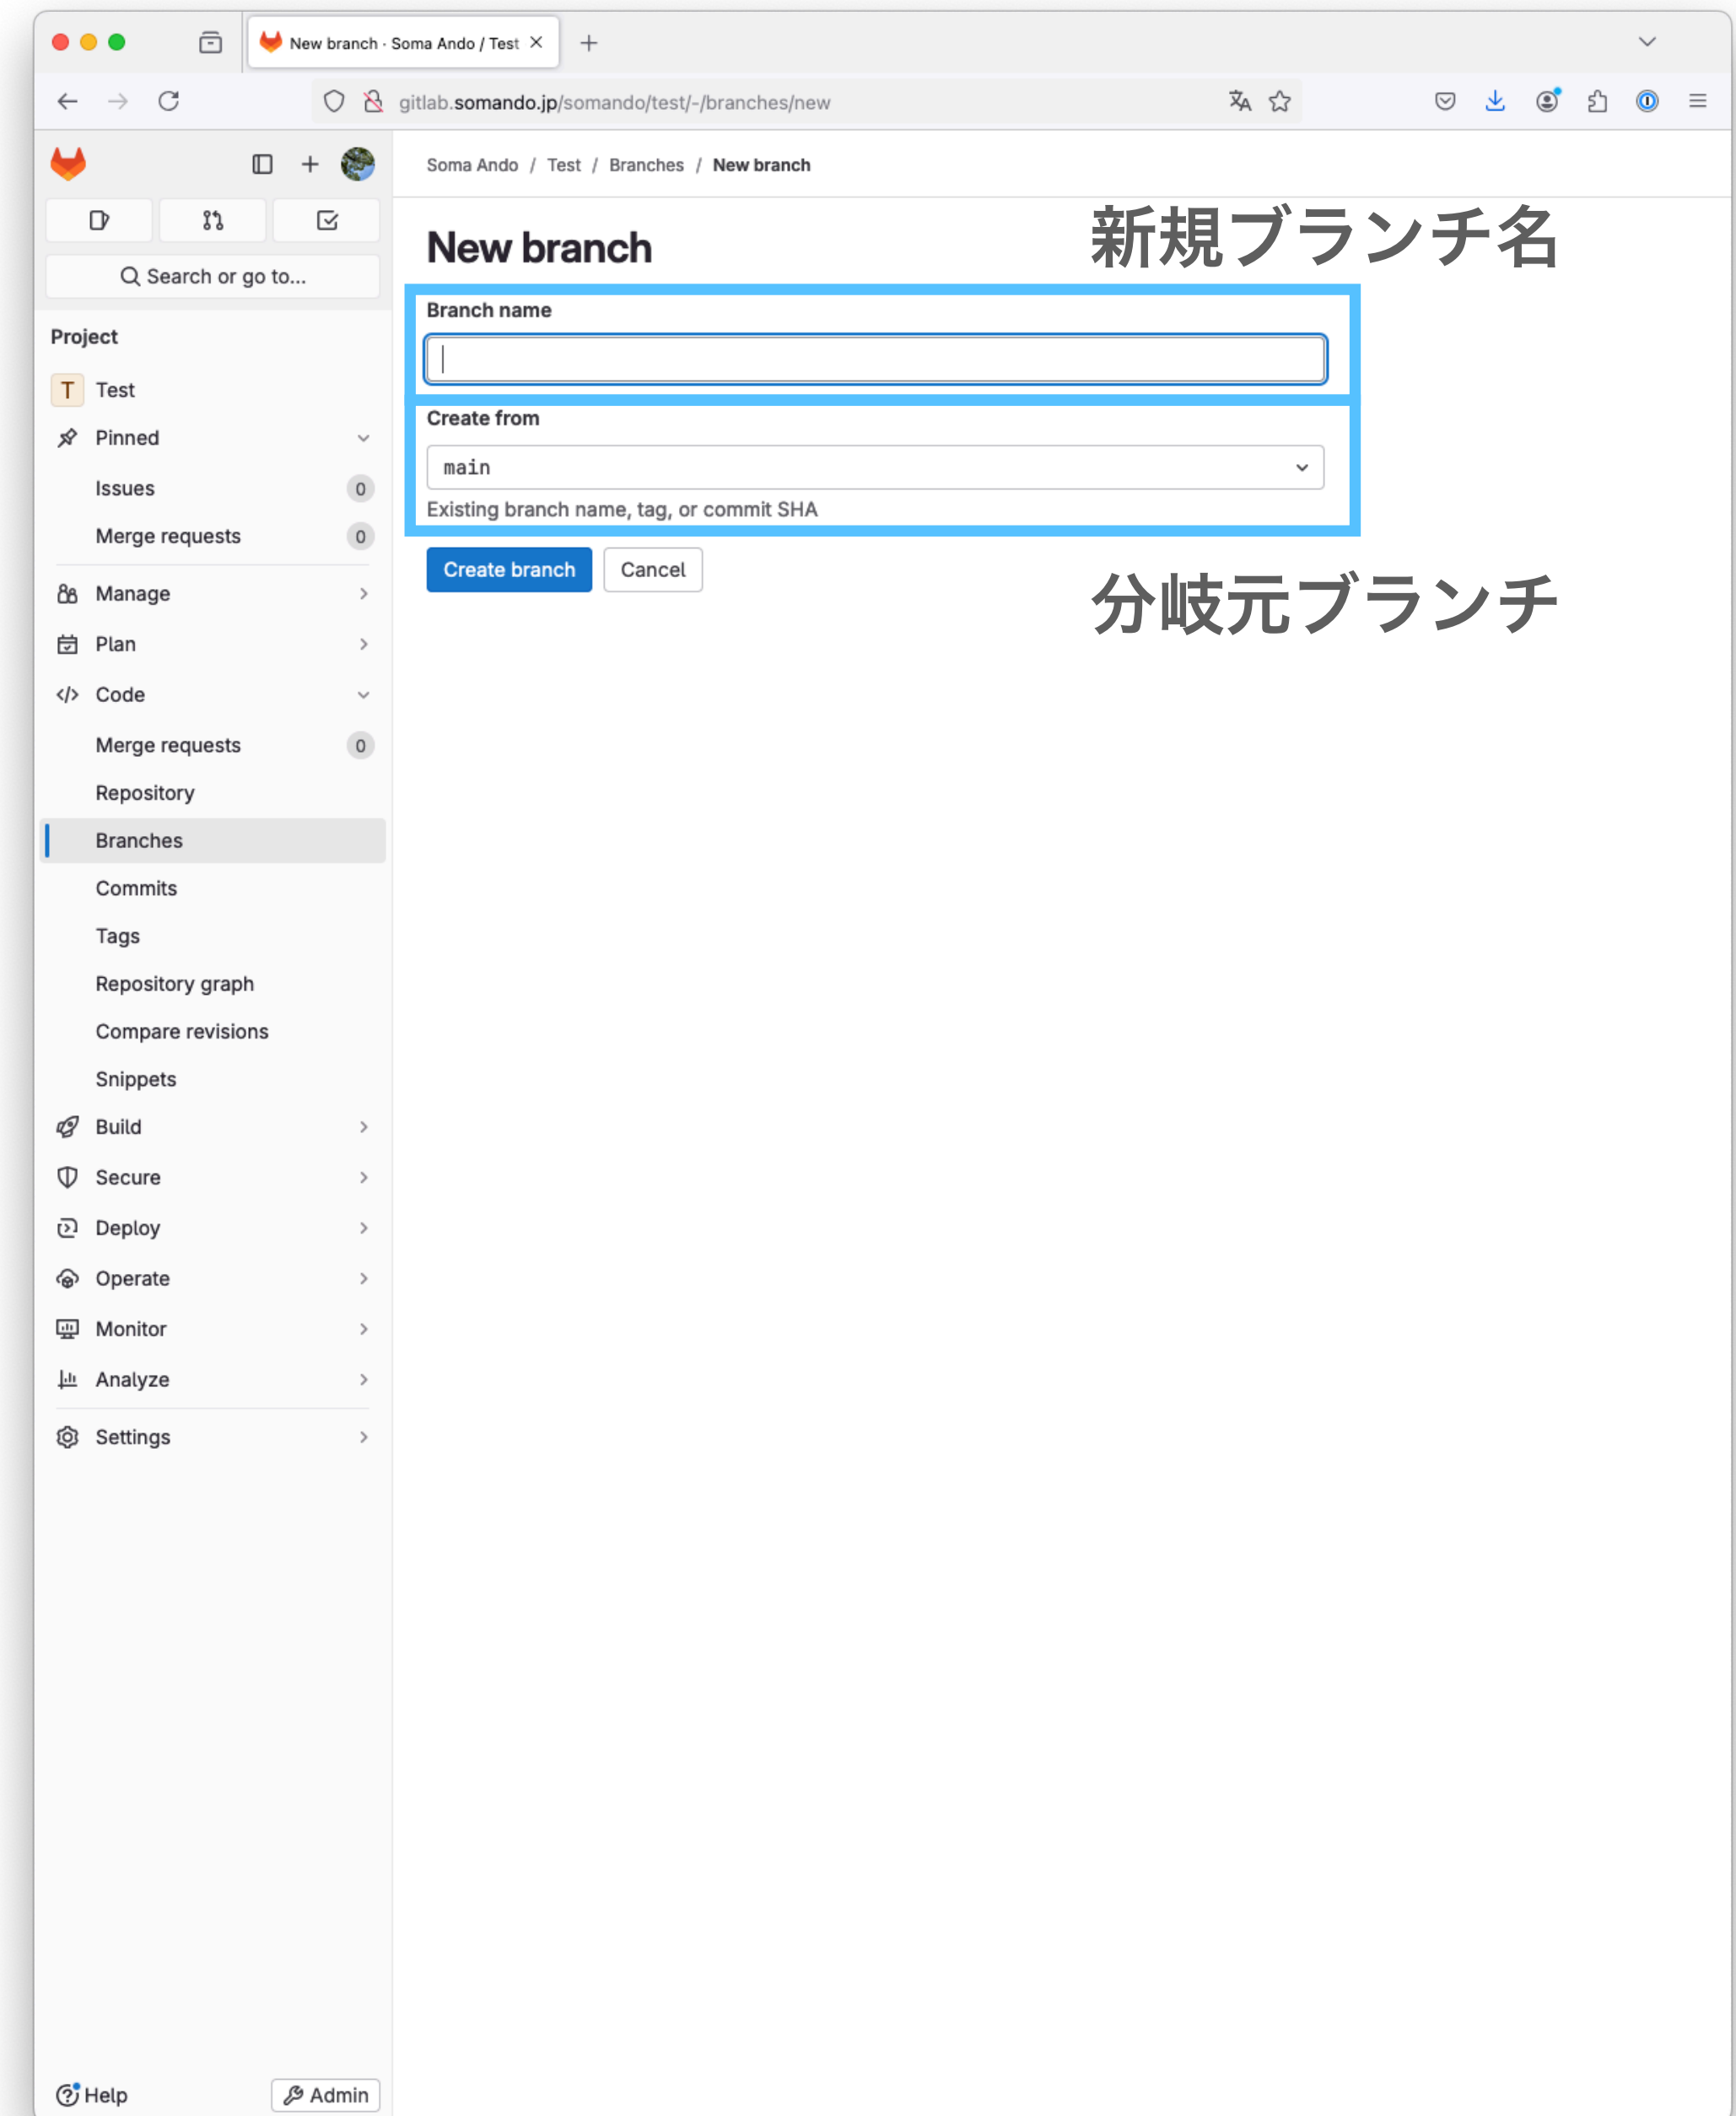 New branch · Soma Ando / Test
gitlab.somando.jp/somando/test/-/branches/new
Soma Ando / Test / Branches / New branch
Search or go to...
Project
T Test
Pinned
Issues 0
Merge requests 0
Manage
Plan
Code
Merge requests 0
Repository
Branches
Commits
Tags
Repository graph
Compare revisions
Snippets
Build
Secure
Deploy
Operate
Monitor
Analyze
Settings
Help
Admin
New branch
新規ブランチ名
Branch name
Create from
main
Existing branch name, tag, or commit SHA
Create branch Cancel
分岐元ブランチ